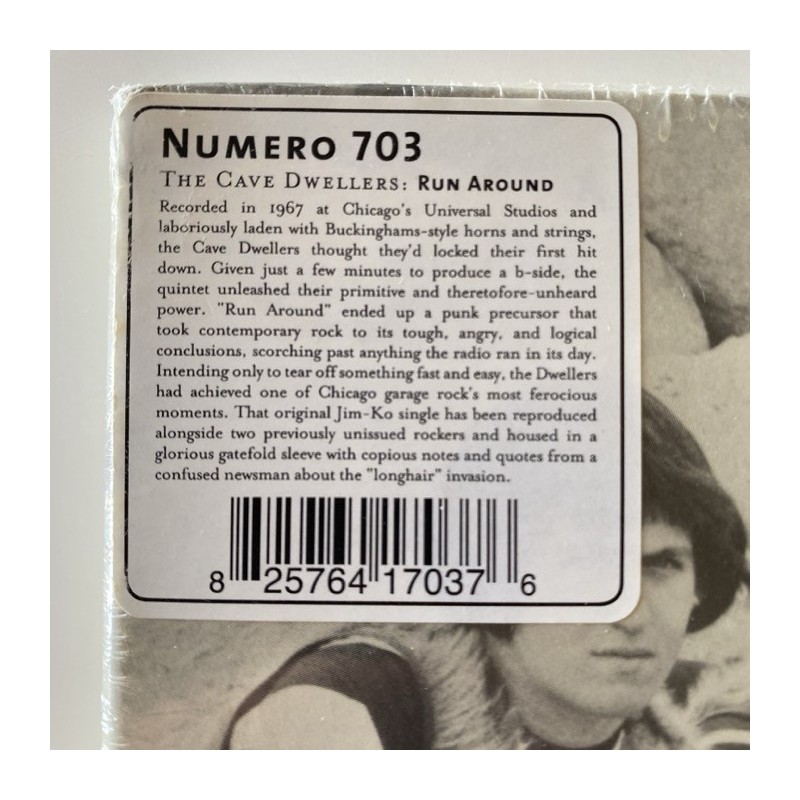 NUMERO 703
THE CAVE DWELLERS: RUN AROUND
Recorded in 1967 at Chicago's Universal Studios and
laboriously laden with Buckinghams-style horns and strings,
the Cave Dwellers thought they'd locked their first hit
down. Given just a few minutes to produce a b-side, the
quintet unleashed their primitive and theretofore-unheard
power. "Run Around" ended up a punk precursor that
took contemporary rock to its tough, angry, and logical
conclusions, scorching past anything the radio ran in its day.
Intending only to tear off something fast and easy, the Dwellers
had achieved one of Chicago garage rock's most ferocious
moments. That original Jim-Ko single has been reproduced
alongside two previously unissued rockers and housed in a
glorious gatefold sleeve with copious notes and quotes from a
confused newsman about the "longhair" invasion.
8 25764 17037 6